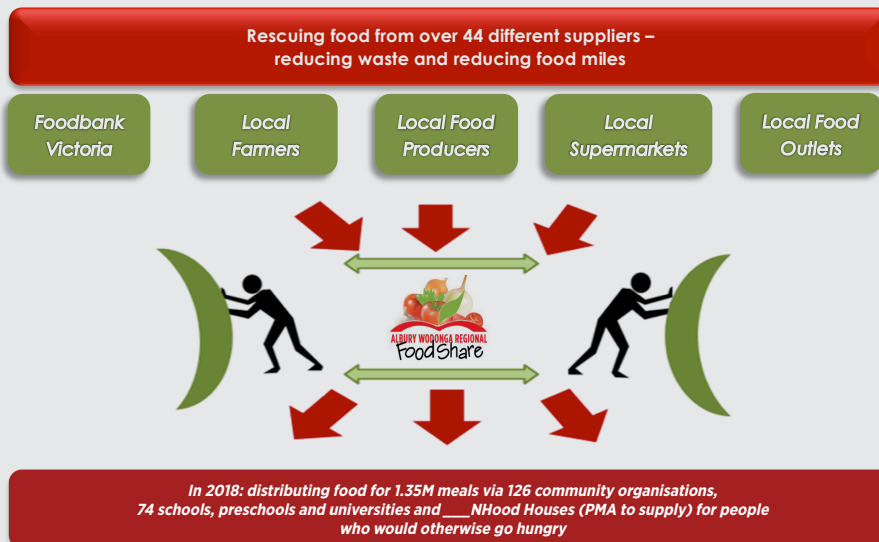 Rescuing food from over 44 different suppliers –
reducing waste and reducing food miles
Foodbank
Victoria
Local
Farmers
Local Food
Producers
Local
Supermarkets
Local Food
Outlets
ALBURY WODONGA REGIONAL
FoodShare
In 2018: distributing food for 1.35M meals via 126 community organisations,
74 schools, preschools and universities and ___NHood Houses (PMA to supply) for people
who would otherwise go hungry